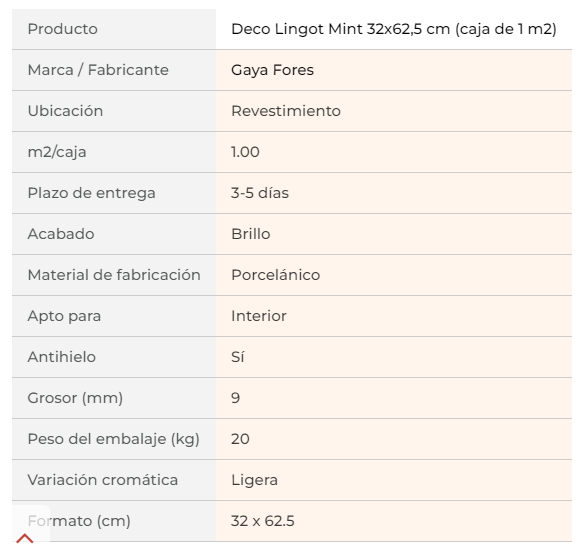 Producto Deco Lingot Mint 32x62,5 cm (caja de 1 m2)
Marca / Fabricante Gaya Fores
Ubicación Revestimiento
m2/caja 1.00
Plazo de entrega 3-5 días
Acabado Brillo
Material de fabricación Porcelánico
Apto para Interior
Antihielo Sí
Grosor (mm) 9
Peso del embalaje (kg) 20
Variación cromática Ligera
Formato (cm) 32 x 62.5